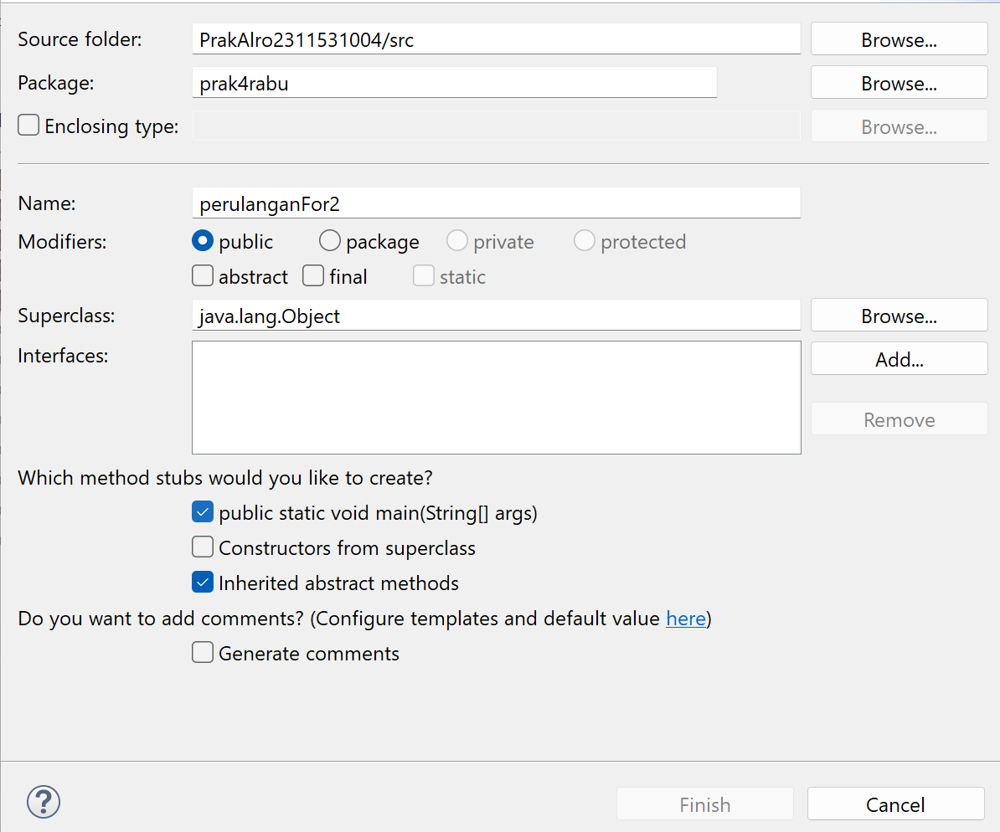 Source folder: PrakAlro2311531004/src Browse...
Package: prak4rabu Browse...
Enclosing type: Browse...
Name: perulanganFor2
Modifiers: public package private protected
abstract final static
Superclass: java.lang.Object Browse...
Interfaces: Add...
Remove
Which method stubs would you like to create?
public static void main(String[] args)
Constructors from superclass
Inherited abstract methods
Do you want to add comments? (Configure templates and default value here)
Generate comments
? Finish Cancel